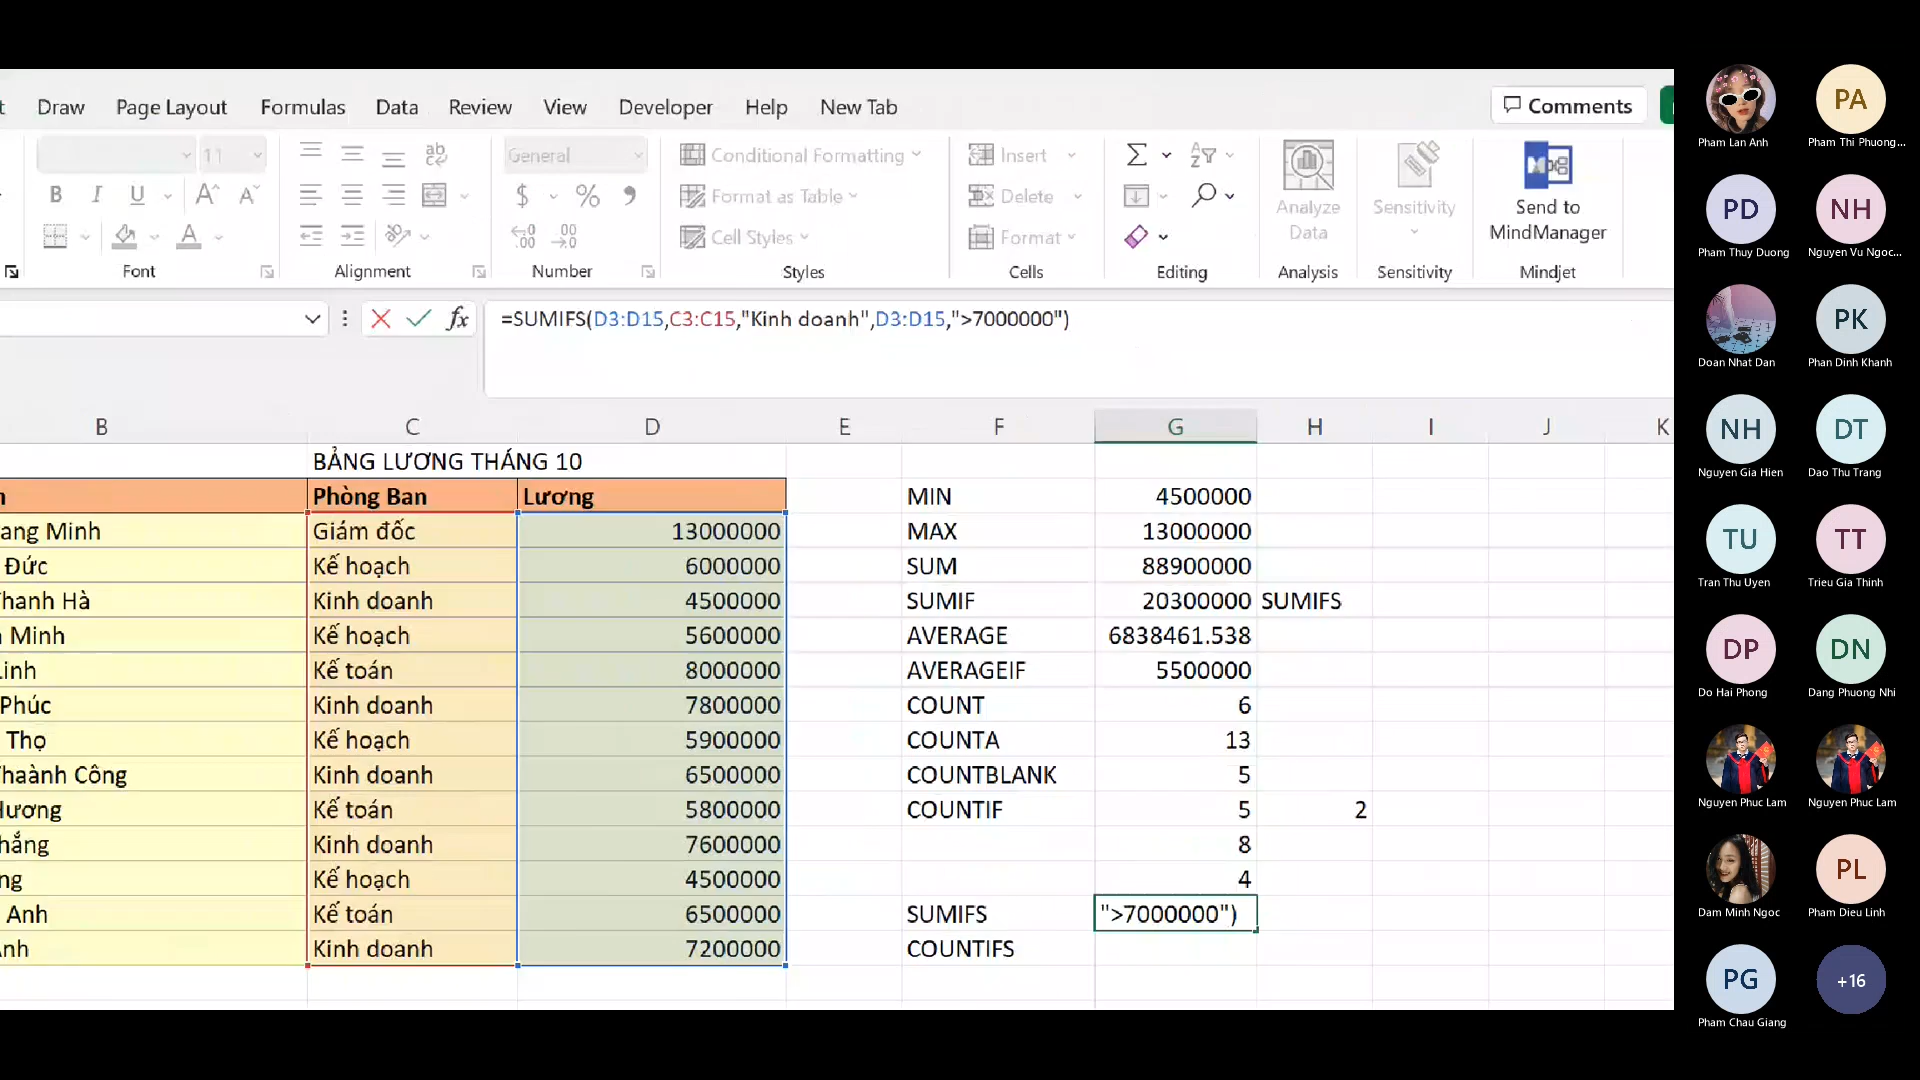 Draw Page Layout Formulas Data Review View Developer Help New Tab Comments
11 General Conditional Formatting Insert
Format as Table Delete
Cell Styles Format
Analyze Data
Sensitivity
Send to MindManager
Font Alignment Number Styles Cells Editing Analysis Sensitivity Mindjet
=SUMIFS(D3:D15,C3:C15,"Kinh doanh",D3:D15,">7000000")
B C D E F G H I J K
BẢNG LƯƠNG THÁNG 10
Phòng Ban Lương MIN 4500000
ang Minh Giám đốc 13000000 MAX 13000000
Đức Kế hoạch 6000000 SUM 88900000
Thanh Hà Kinh doanh 4500000 SUMIF 20300000 SUMIFS
Minh Kế hoạch 5600000 AVERAGE 6838461.538
Linh Kế toán 8000000 AVERAGEIF 5500000
Phúc Kinh doanh 7800000 COUNT 6
Thọ Kế hoạch 5900000 COUNTA 13
Thaành Công Kinh doanh 6500000 COUNTBLANK 5
Hương Kế toán 5800000 COUNTIF 5 2
hắng Kinh doanh 7600000 8
ng Kế hoạch 4500000 4
Anh Kế toán 6500000 SUMIFS ">7000000")
Anh Kinh doanh 7200000 COUNTIFS
PA
Pham Lan Anh Pham Thi Phuong...
PD NH
Pham Thuy Duong Nguyen Vu Ngoc...
PK
Doan Nhat Dan Phan Dinh Khanh
NH DT
Nguyen Gia Hien Dao Thu Trang
TU TT
Tran Thu Uyen Trieu Gia Thinh
DP DN
Do Hai Phong Dang Phuong Nhi
Nguyen Phuc Lam Nguyen Phuc Lam
PL
Dam Minh Ngoc Pham Dieu Linh
PG +16
Pham Chau Giang